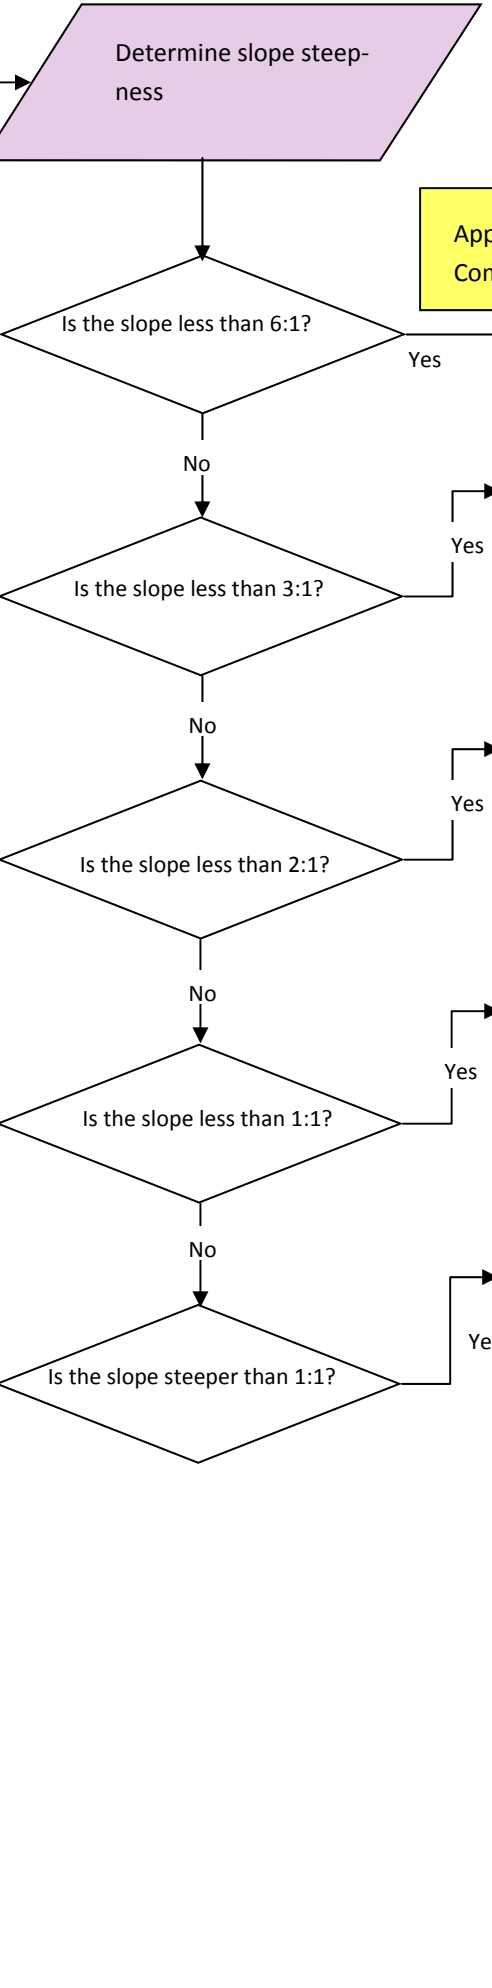 Determine slope steep-
ness
Is the slope less than 6:1?
Yes
No
Yes
Is the slope less than 3:1?
No
Yes
Is the slope less than 2:1?
No
Yes
Is the slope less than 1:1?
No
Is the slope steeper than 1:1?